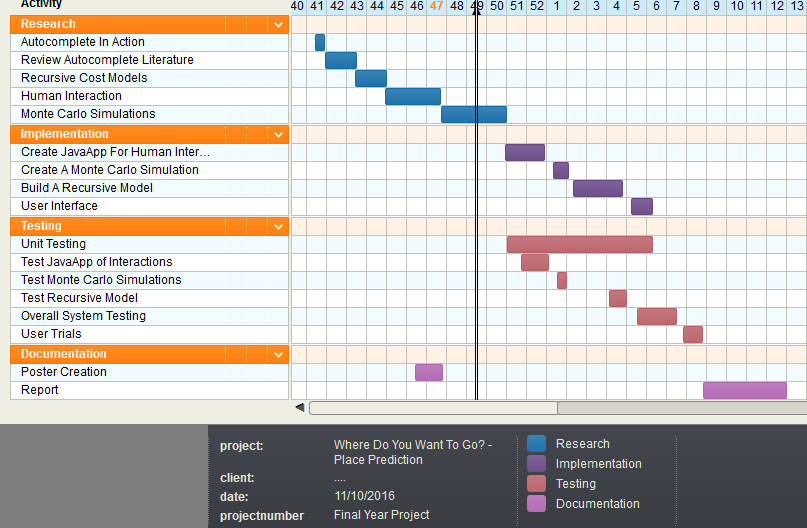 Activity 40 41 42 43 44 45 46 47 48 49 50 51 52 1 2 3 4 5 6 7 8 9 10 11 12 13
Research
Autocomplete In Action
Review Autocomplete Literature
Recursive Cost Models
Human Interaction
Monte Carlo Simulations
Implementation
Create JavaApp For Human Inter...
Create A Monte Carlo Simulation
Build A Recursive Model
User Interface
Testing
Unit Testing
Test JavaApp of Interactions
Test Monte Carlo Simulations
Test Recursive Model
Overall System Testing
User Trials
Documentation
Poster Creation
Report
project: Where Do You Want To Go? -
Place Prediction
client: ....
date: 11/10/2016
projectnumber Final Year Project
Research
Implementation
Testing
Documentation